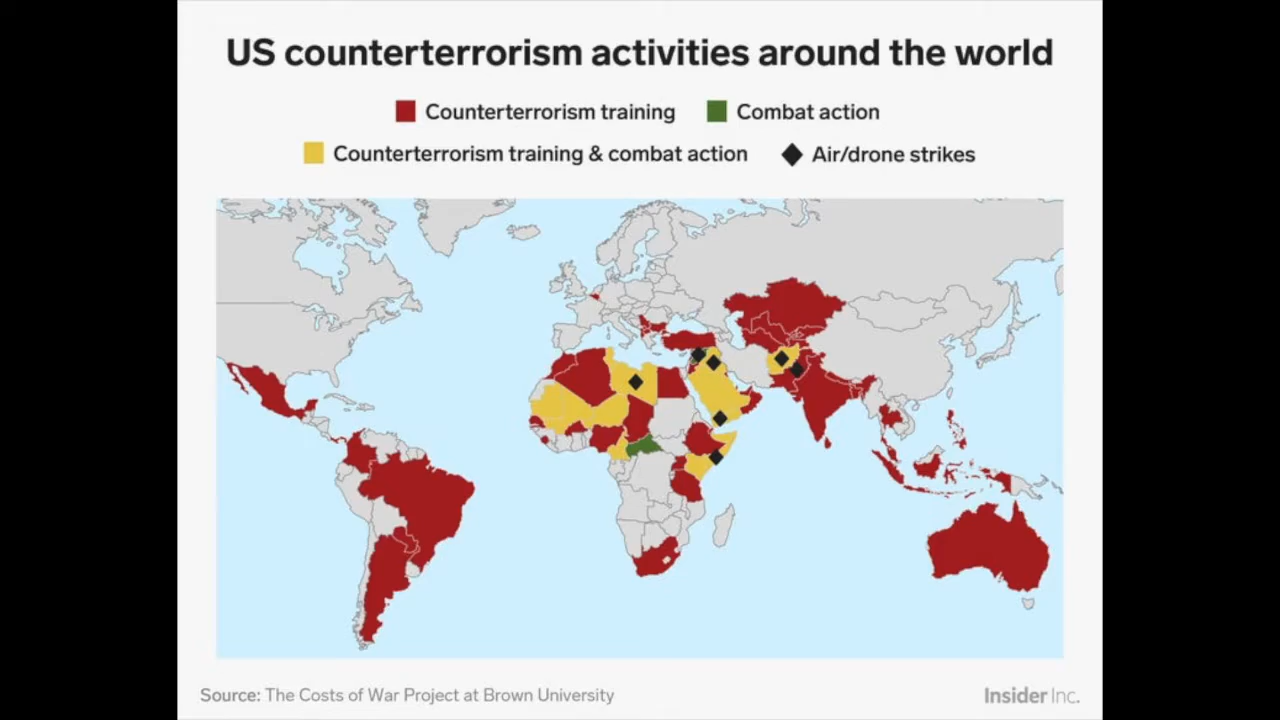 US counterterrorism activities around the world
Counterterrorism training
Combat action
Counterterrorism training & combat action
Air/drone strikes
Source: The Costs of War Project at Brown University
Insider Inc.